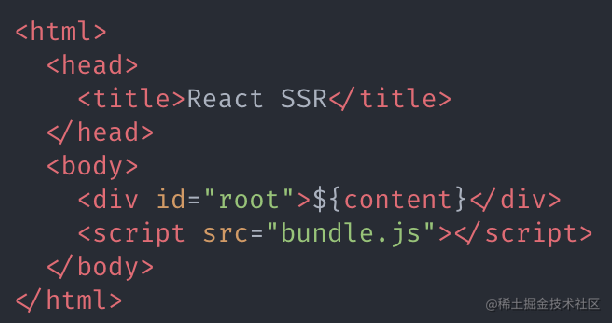 <html>
  <head>
    <title>React SSR</title>
  </head>
  <body>
    <div id="root">${content}</div>
    <script src="bundle.js"></script>
  </body>
</html>
@稀土掘金技术社区